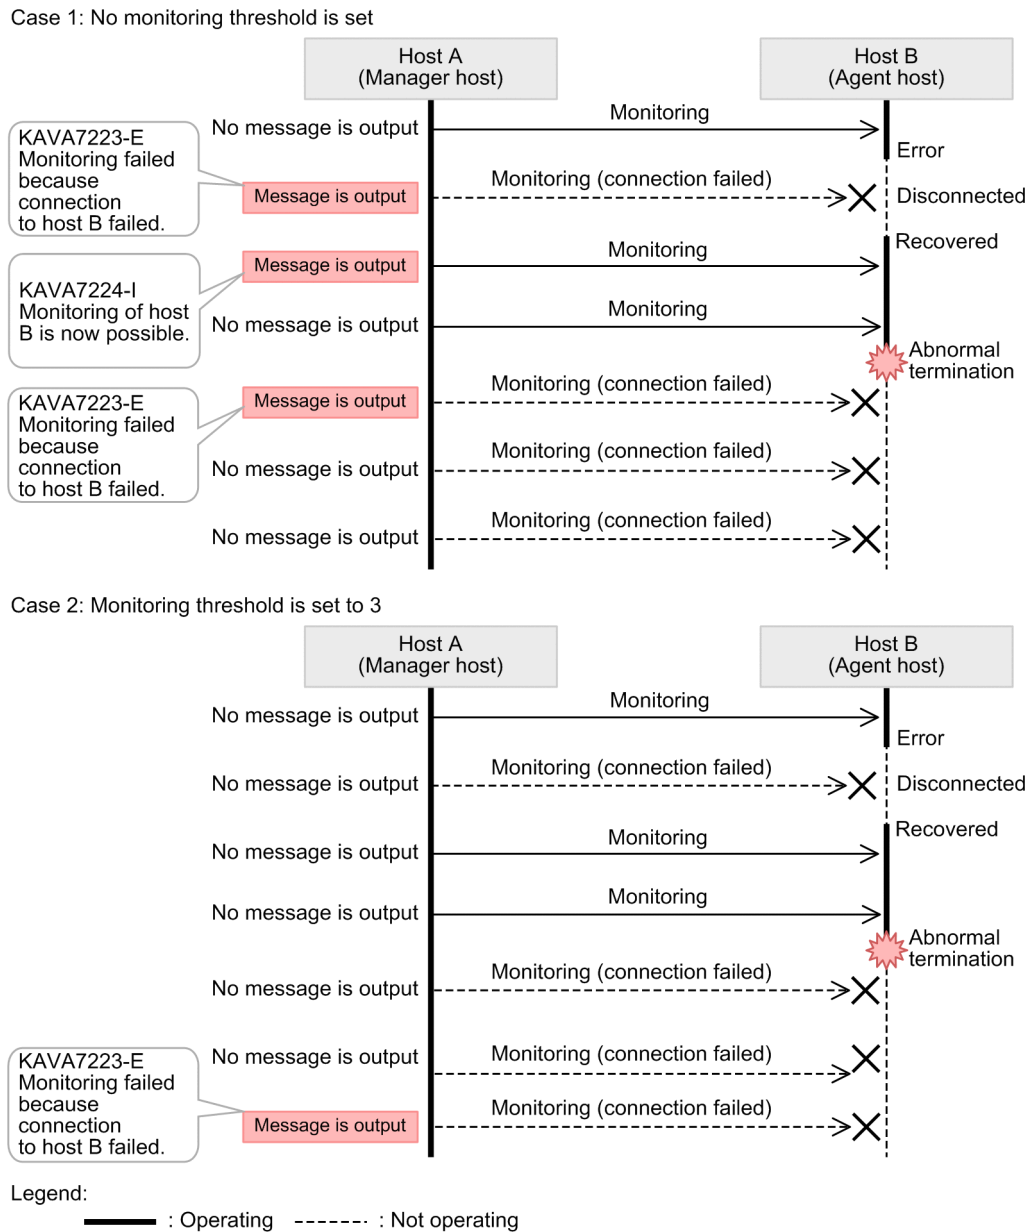 Case 1: No monitoring threshold is set
Host A
(Manager host)
Host B
(Agent host)
No message is output
Monitoring
Error
KAVA7223-E
Monitoring failed
because
connection
to host B failed.
Message is output
Monitoring (connection failed)
Disconnected
Recovered
Message is output
Monitoring
KAVA7224-I
Monitoring of host
B is now possible.
No message is output
Monitoring
Abnormal
termination
KAVA7223-E
Monitoring failed
because
connection
to host B failed.
Message is output
Monitoring (connection failed)
No message is output
Monitoring (connection failed)
No message is output
Monitoring (connection failed)
Case 2: Monitoring threshold is set to 3
Host A
(Manager host)
Host B
(Agent host)
No message is output
Monitoring
Error
No message is output
Monitoring (connection failed)
Disconnected
Recovered
No message is output
Monitoring
No message is output
Monitoring
Abnormal
termination
No message is output
Monitoring (connection failed)
No message is output
Monitoring (connection failed)
KAVA7223-E
Monitoring failed
because
connection
to host B failed.
Message is output
Monitoring (connection failed)
Legend:
: Operating
: Not operating